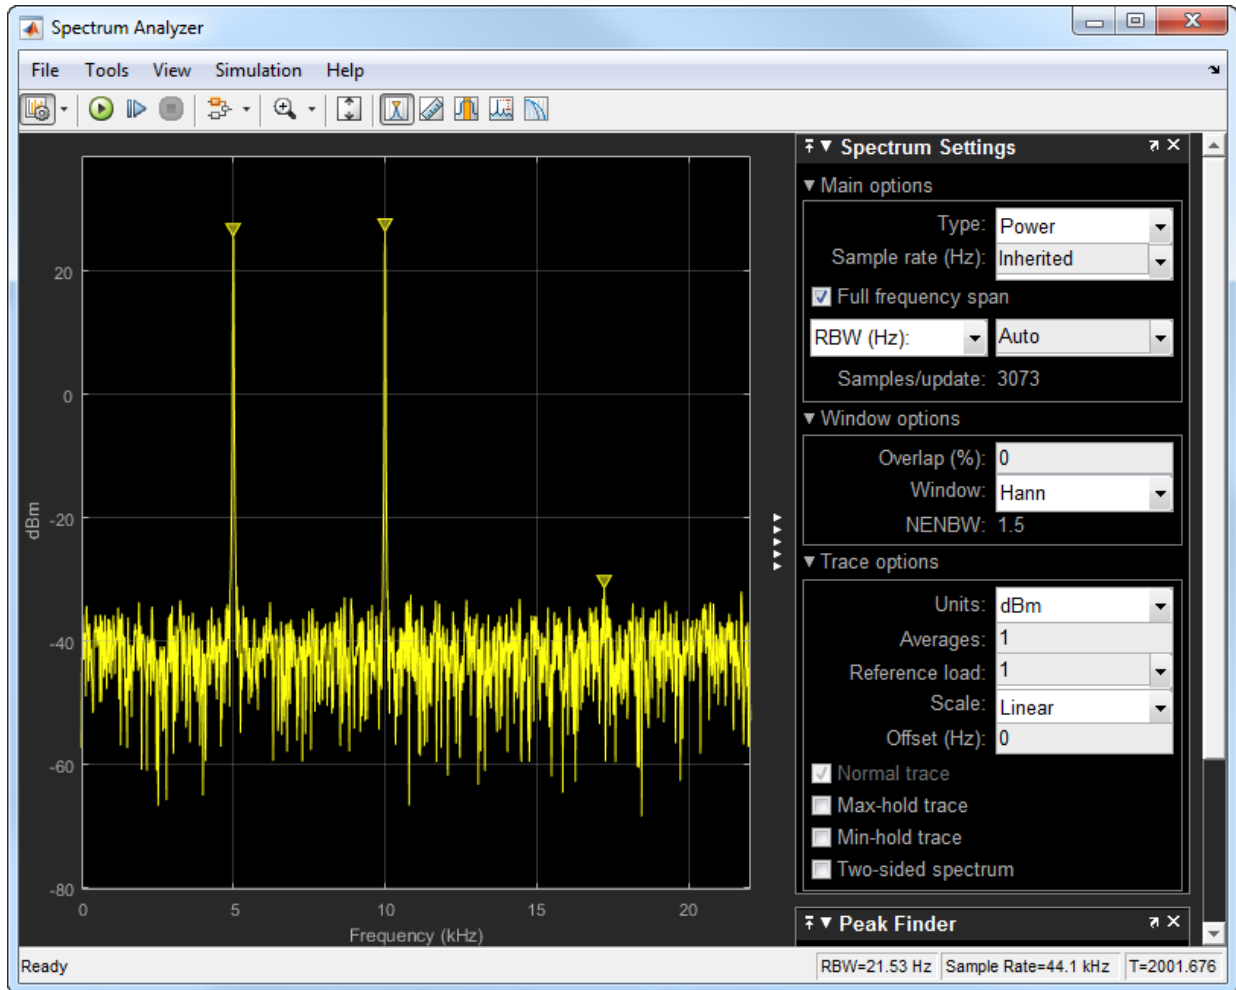 Spectrum Analyzer
File Tools View Simulation Help
Spectrum Settings
Main options
Type: Power
Sample rate (Hz): Inherited
Full frequency span
RBW (Hz): Auto
Samples/update: 3073
Window options
Overlap (%): 0
Window: Hann
NENBW: 1.5
Trace options
Units: dBm
Averages: 1
Reference load: 1
Scale: Linear
Offset (Hz): 0
Normal trace
Max-hold trace
Min-hold trace
Two-sided spectrum
Peak Finder
20
0
-20
-40
-60
-80
dBm
0 5 10 15 20
Frequency (kHz)
Ready RBW=21.53 Hz Sample Rate=44.1 kHz T=2001.676